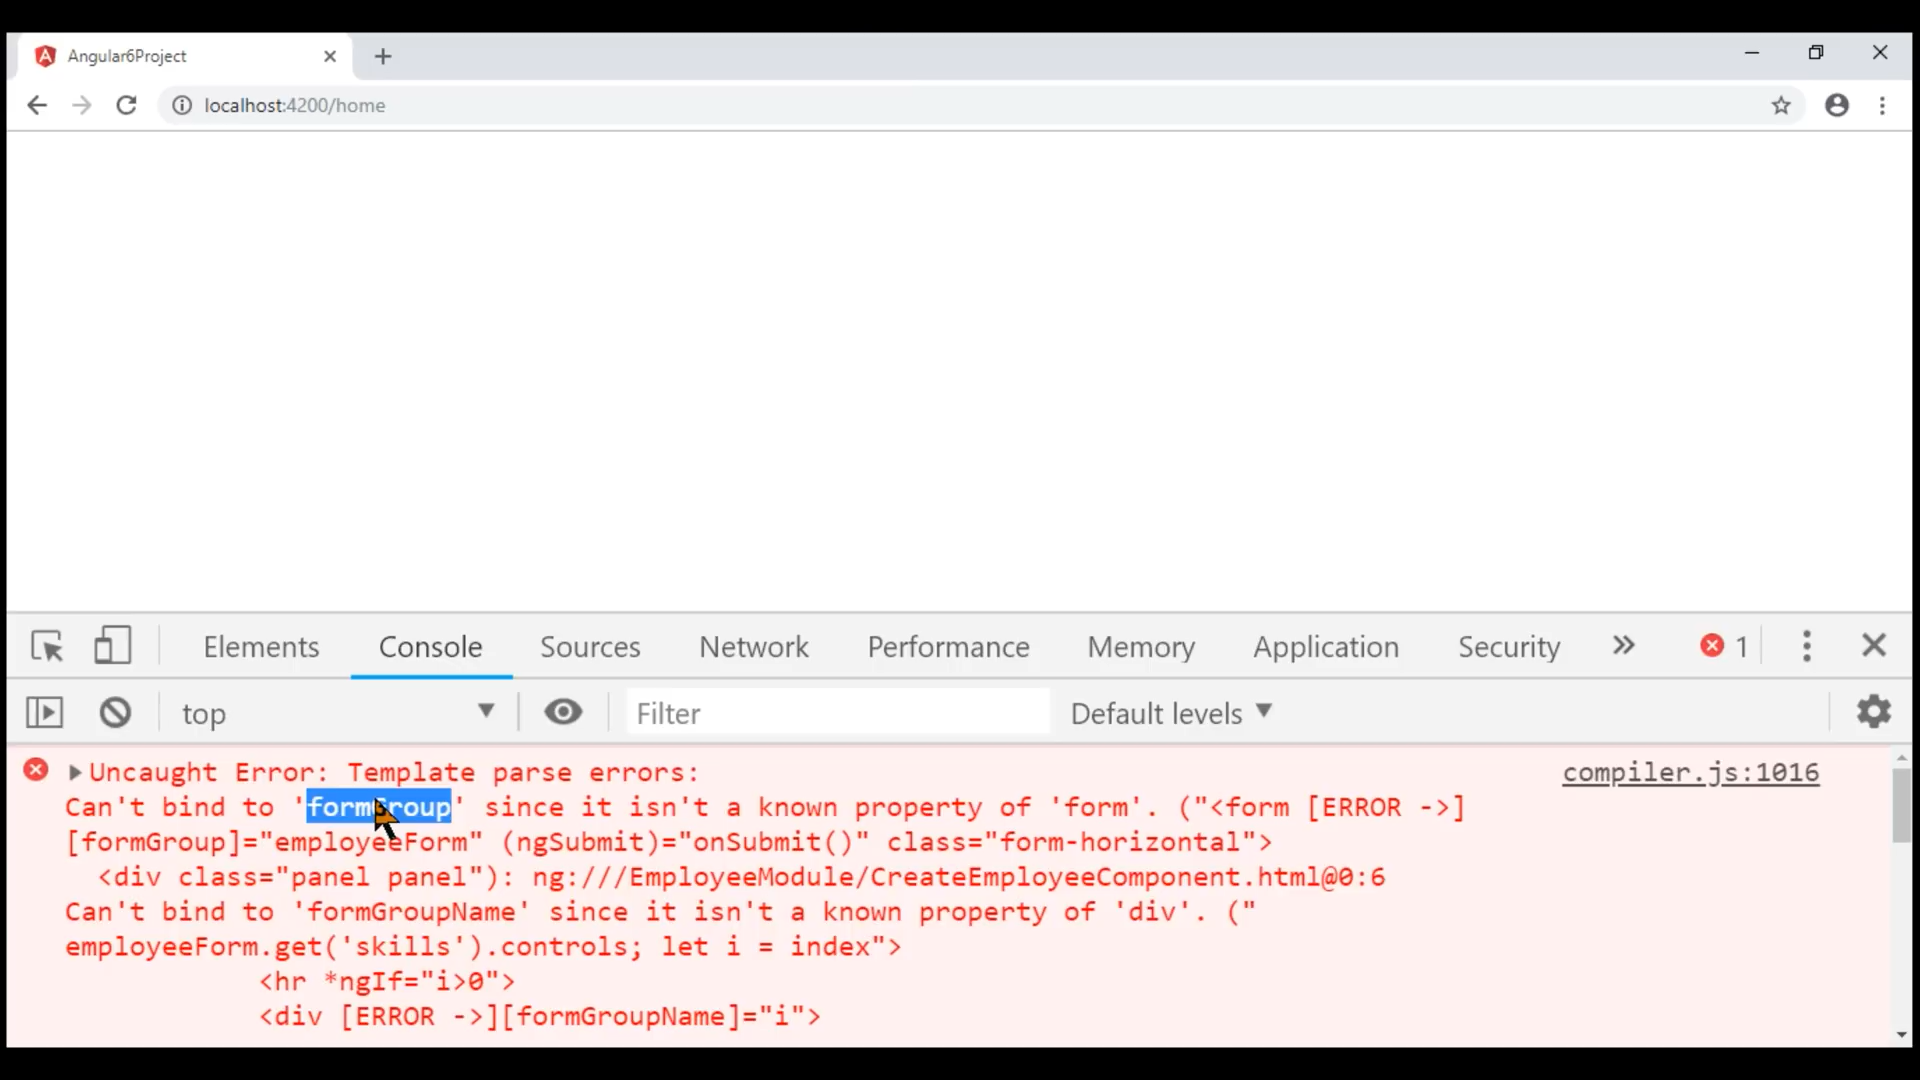 Angular6Project
localhost:4200/home
Elements Console Sources Network Performance Memory Application Security » 1
top Filter Default levels
Uncaught Error: Template parse errors: compiler.js:1016
Can't bind to 'formGroup' since it isn't a known property of 'form'. ("<form [ERROR ->]
[formGroup]="employeeForm" (ngSubmit)="onSubmit()" class="form-horizontal">
<div class="panel panel"): ng:///EmployeeModule/CreateEmployeeComponent.html@0:6
Can't bind to 'formGroupName' since it isn't a known property of 'div'. ("
employeeForm.get('skills').controls; let i = index">
<hr *ngIf="i>0">
<div [ERROR ->][formGroupName]="i">